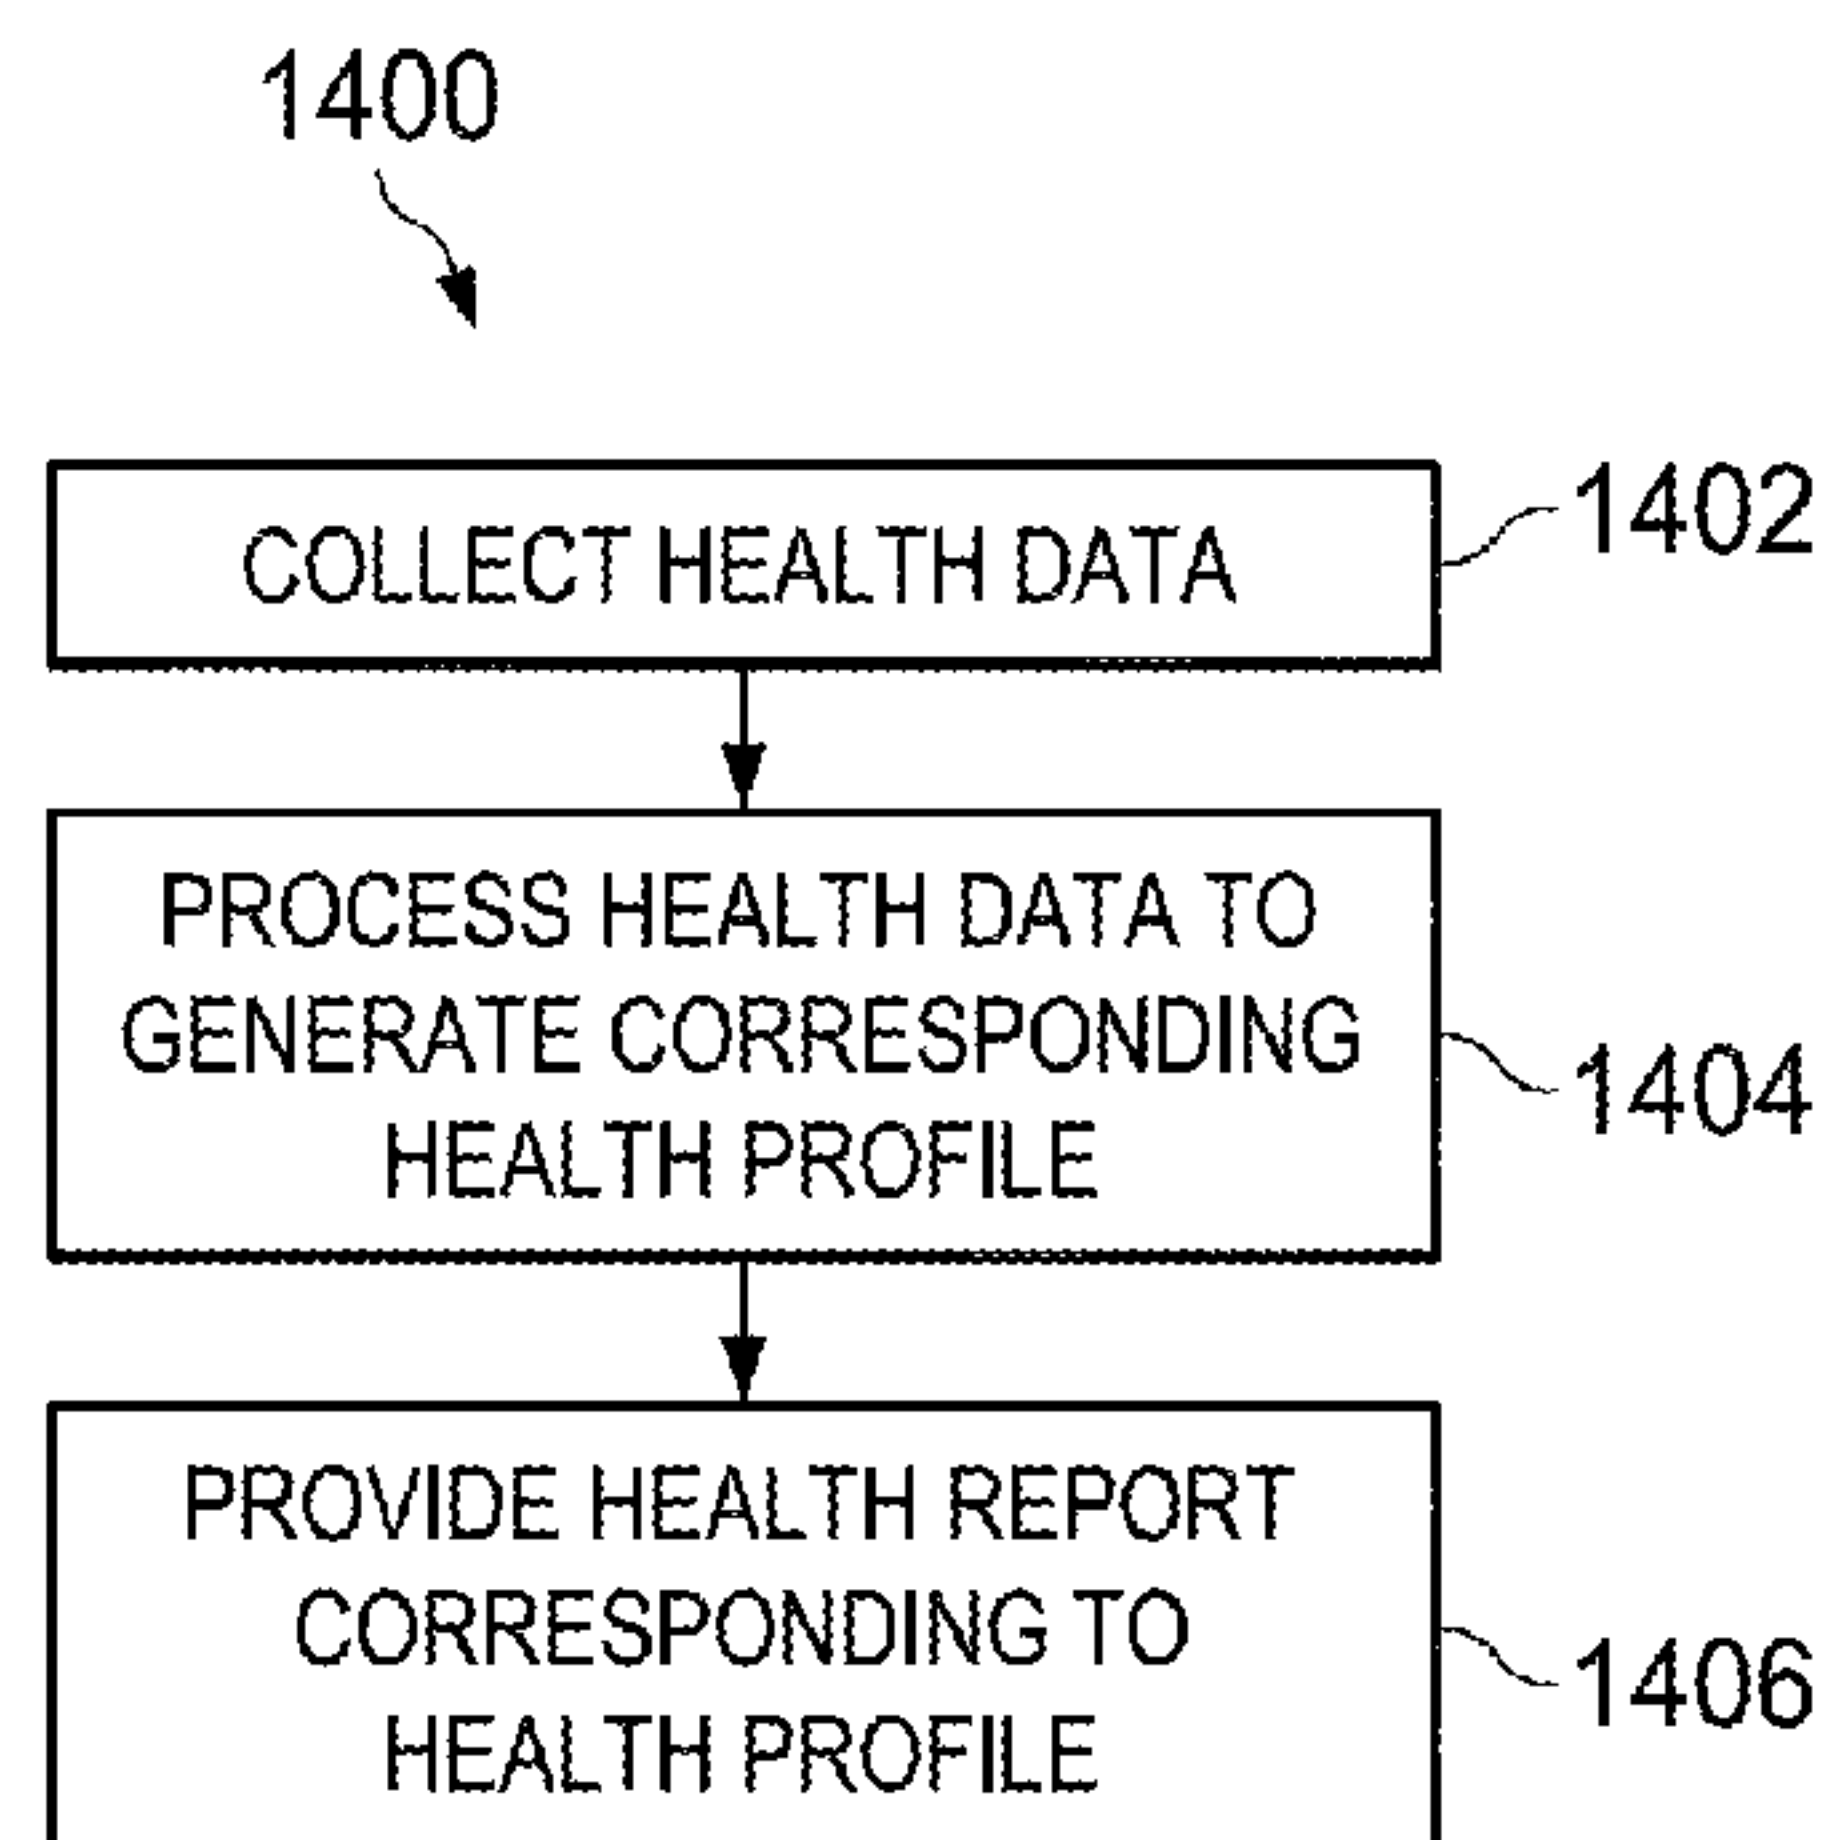 1400
COLLECT HEALTH DATA
1402
PROCESS HEALTH DATA TO
GENERATE CORRESPONDING
HEALTH PROFILE
1404
PROVIDE HEALTH REPORT
CORRESPONDING TO
HEALTH PROFILE
1406